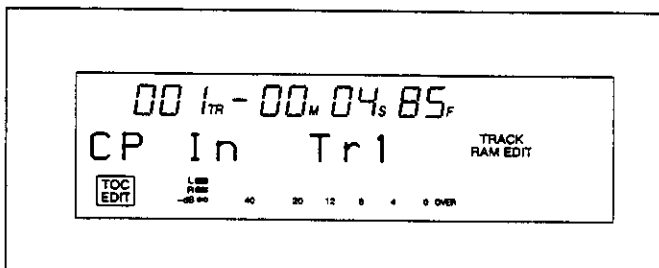 001TR-00M 04S 85F
CP In Tr1
TRACK
RAM EDIT
TOC
EDIT
L
R
-dB ∞ 40 20 12 8 4 0 OVER